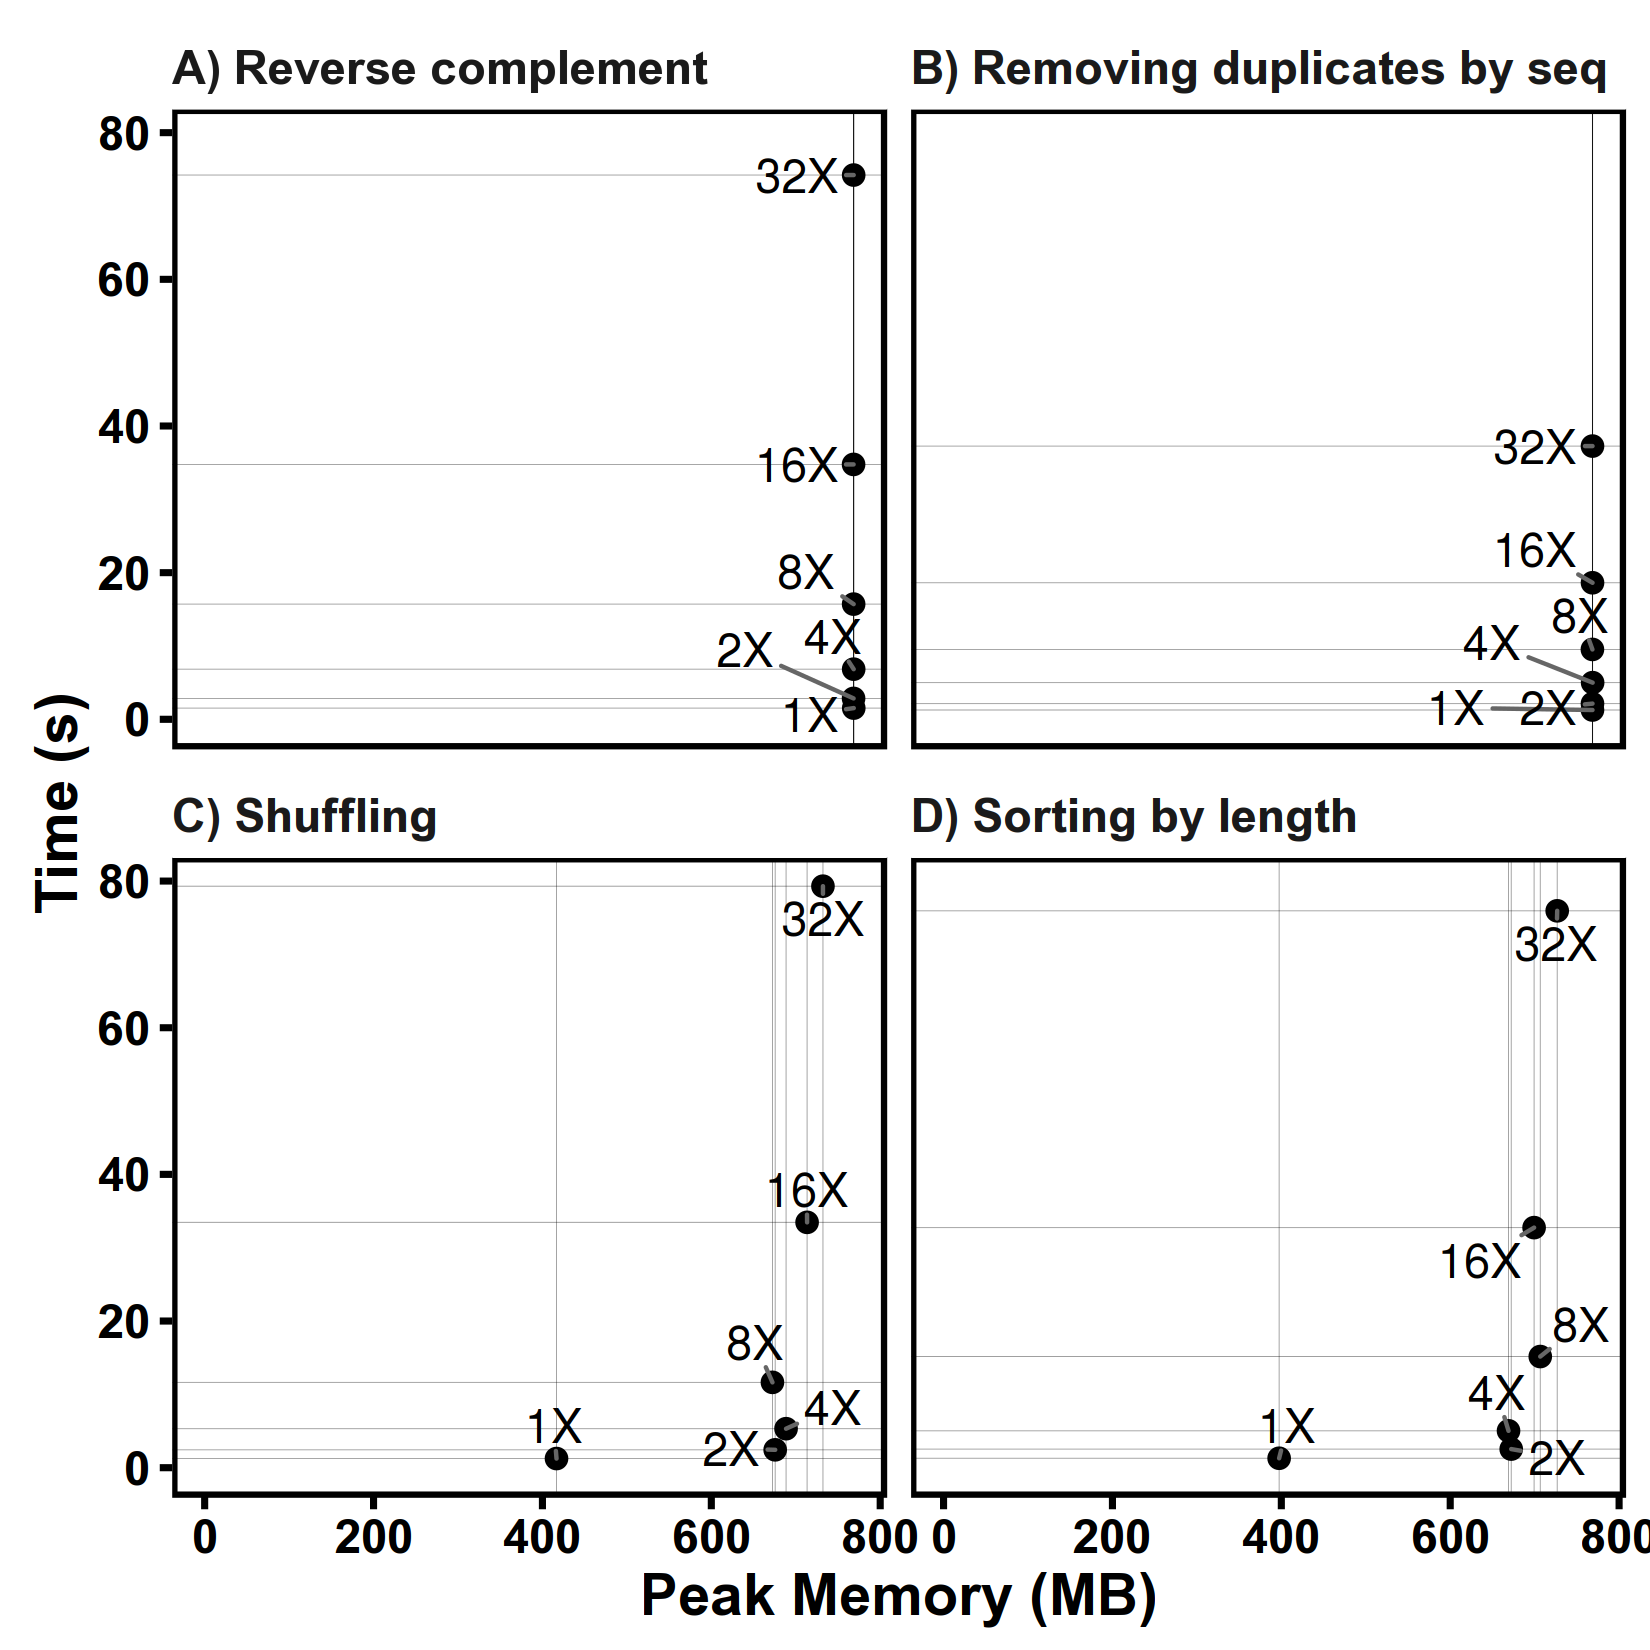 A) Reverse complement
B) Removing duplicates by seq
80
60
40
20
0
32X
16X
8X
4X
2X
1X
32X
16X
8X
4X
1X
2X
Time (s)
C) Shuffling
D) Sorting by length
80
60
40
20
0
32X
16X
8X
4X
1X
2X
32X
16X
8X
4X
1X
2X
0
200
400
600
800
0
200
400
600
800
Peak Memory (MB)